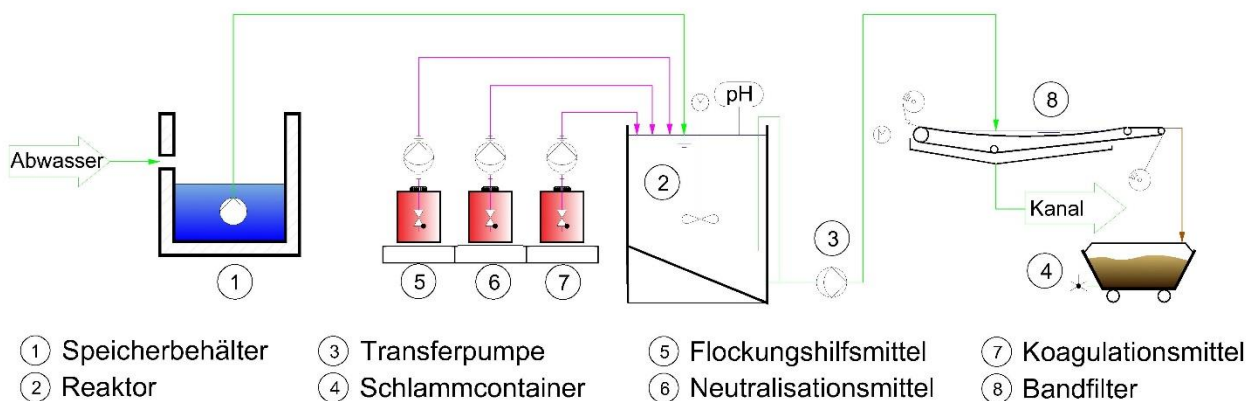 Abwasser
pH
Kanal
1
2
3
4
5
6
7
8
M
M
1 Speicherbehälter 3 Transferpumpe 5 Flockungshilfsmittel 7 Koagulationsmittel
2 Reaktor 4 Schlammcontainer 6 Neutralisationsmittel 8 Bandfilter